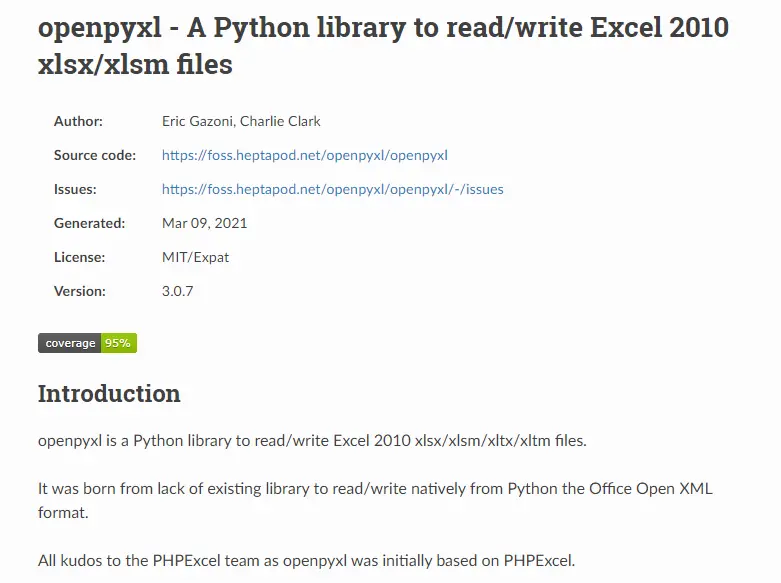 openpyxl - A Python library to read/write Excel 2010
xlsx/xlsm files
Author: Eric Gazoni, Charlie Clark
Source code: https://foss.heptapod.net/openpyxl/openpyxl
Issues: https://foss.heptapod.net/openpyxl/openpyxl/-/issues
Generated: Mar 09, 2021
License: MIT/Expat
Version: 3.0.7
coverage 95%
Introduction
openpyxl is a Python library to read/write Excel 2010 xlsx/xlsm/xltx/xltm files.
It was born from lack of existing library to read/write natively from Python the Office Open XML
format.
All kudos to the PHPExcel team as openpyxl was initially based on PHPExcel.